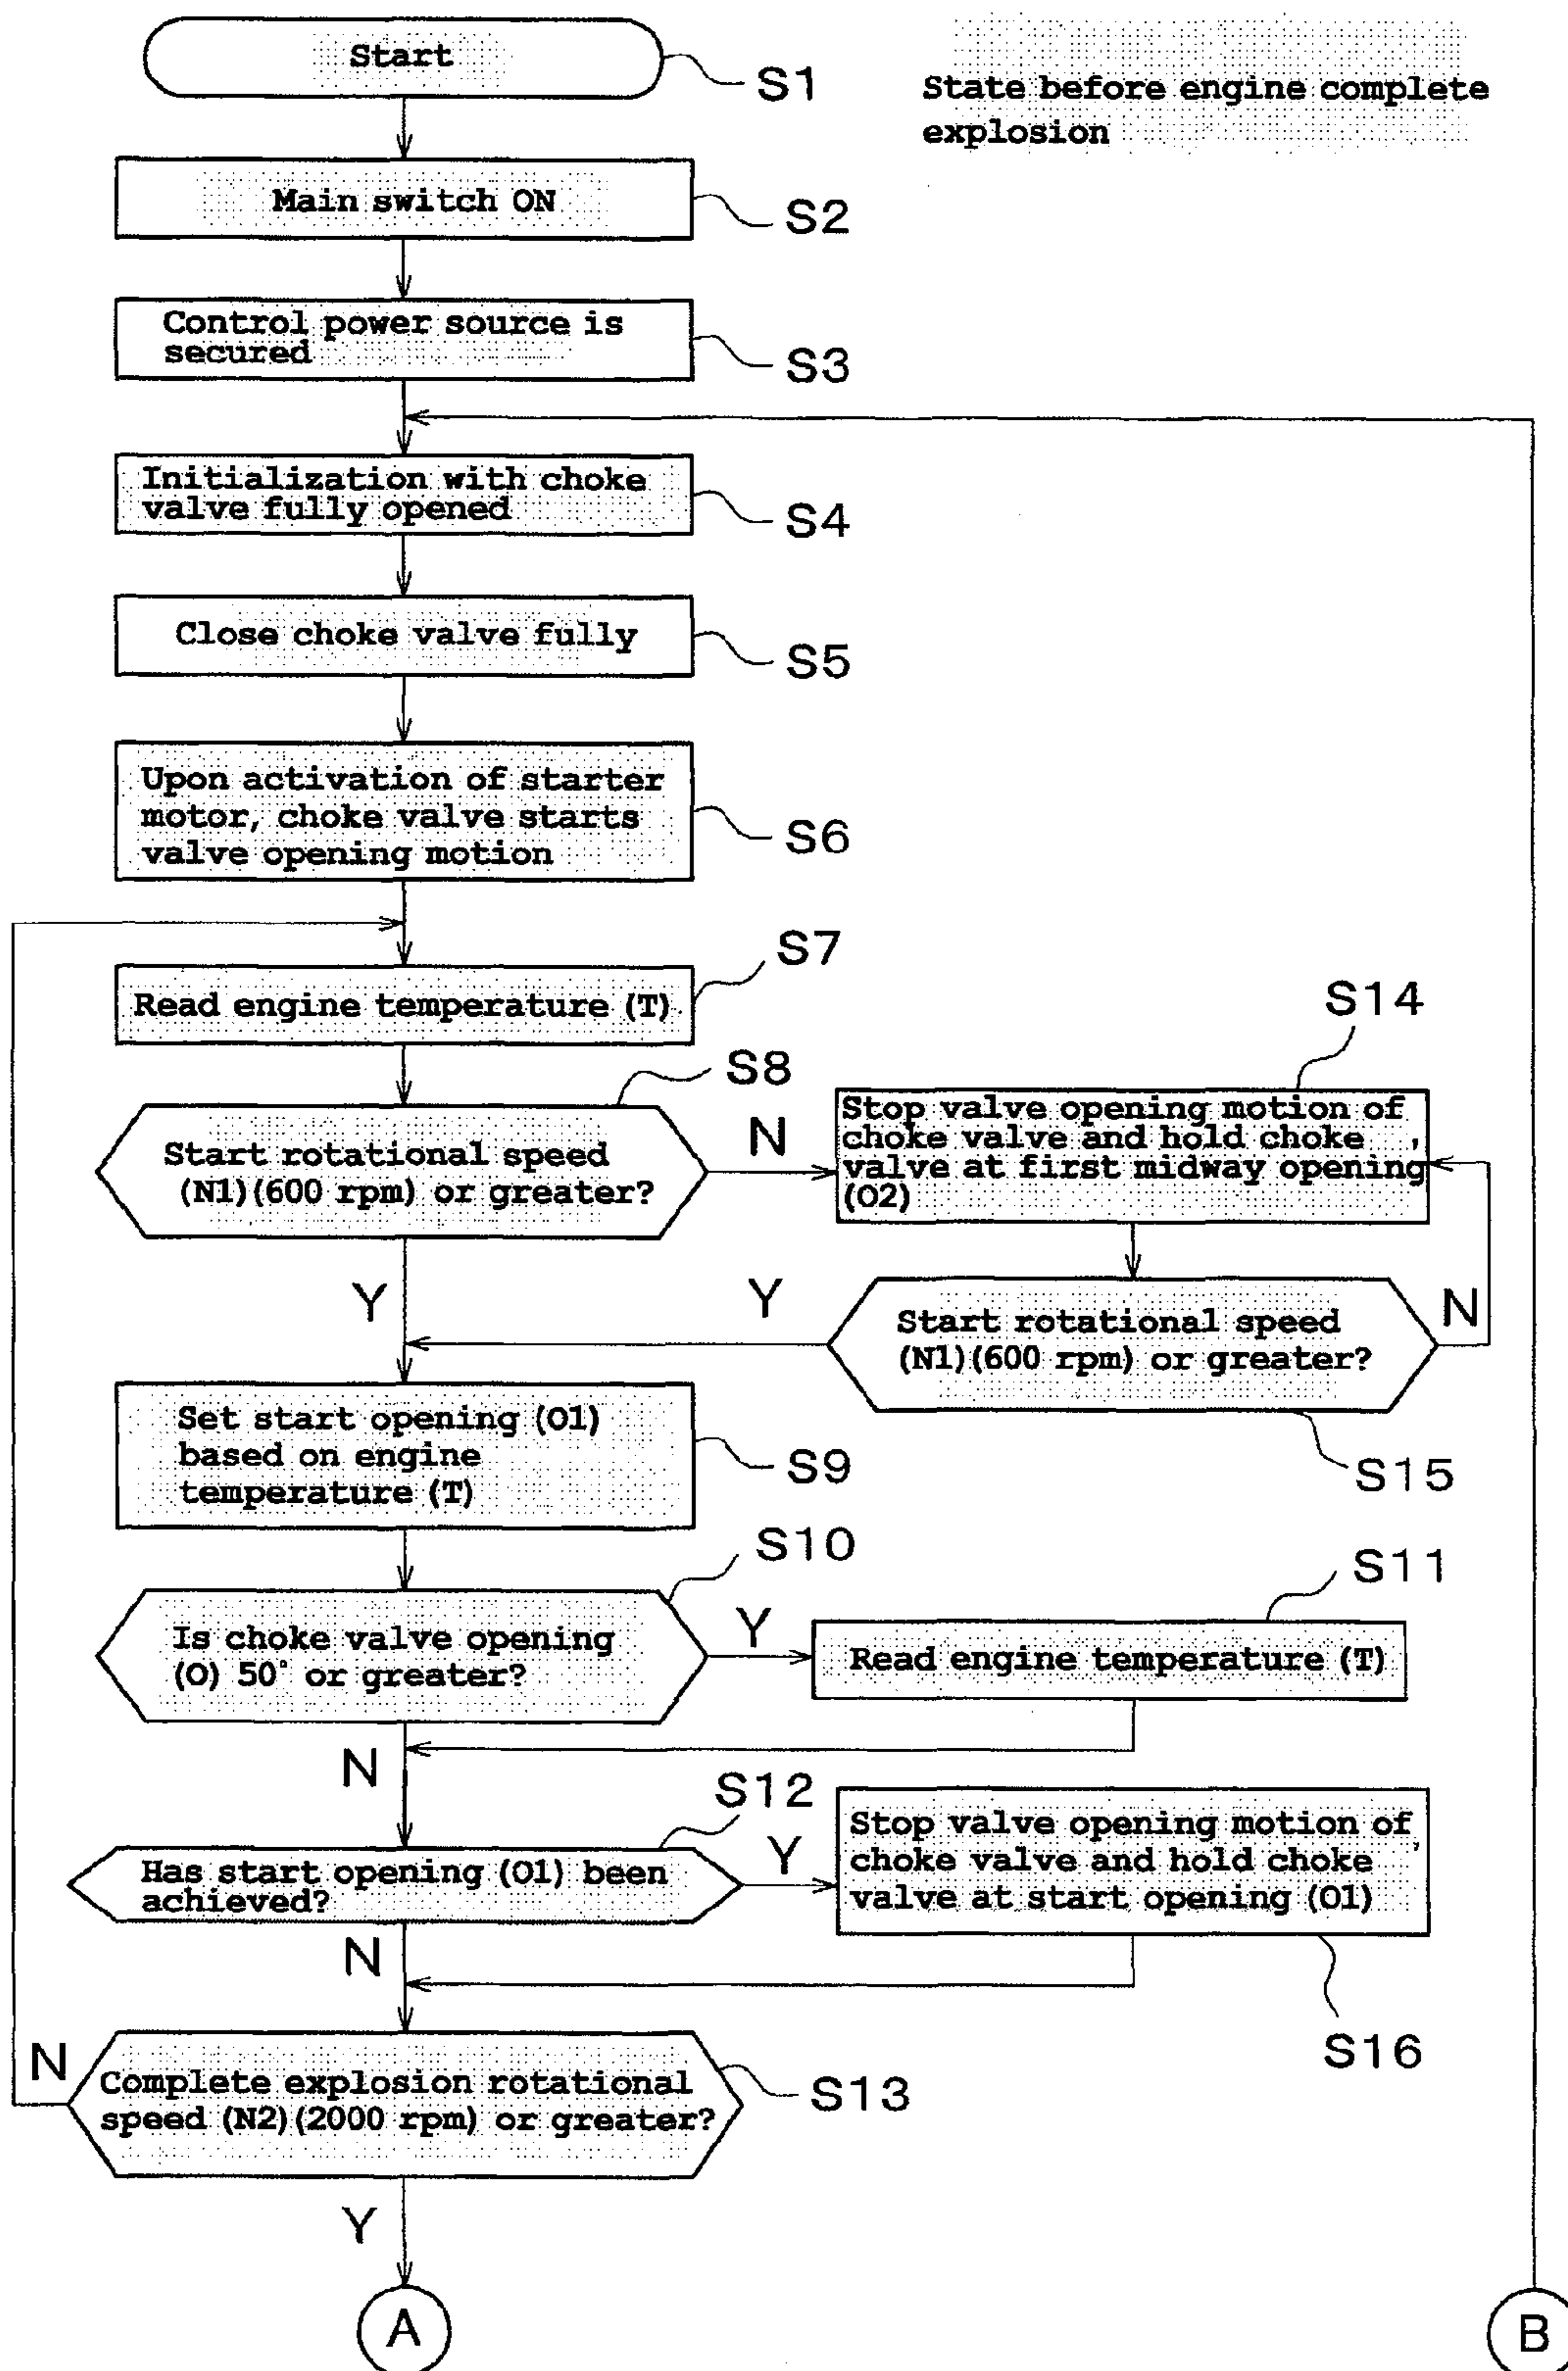 Start
S1
State before engine complete
explosion
Main switch ON
S2
Control power source is
secured
S3
Initialization with choke
valve fully opened
S4
Close choke valve fully
S5
Upon activation of starter
motor, choke valve starts
valve opening motion
S6
S7
Read engine temperature (T)
S8
Start rotational speed
(N1)(600 rpm) or greater?
N
Y
S14
Stop valve opening motion of
choke valve and hold choke
valve at first midway opening
(O2)
Start rotational speed
(N1)(600 rpm) or greater?
Y
N
S15
Set start opening (O1)
based on engine
temperature (T)
S9
S10
Is choke valve opening
(O) 50° or greater?
Y
N
S11
Read engine temperature (T)
S12
Has start opening (O1) been
achieved?
Y
N
Stop valve opening motion of
choke valve and hold choke
valve at start opening (O1)
S16
Complete explosion rotational
speed (N2)(2000 rpm) or greater?
S13
N
Y
A
B